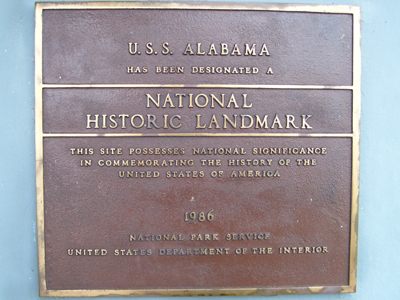 U.S.S. ALABAMA
HAS BEEN DESIGNATED A
NATIONAL
HISTORIC LANDMARK
THIS SITE POSSESSES NATIONAL SIGNIFICANCE
IN COMMEMORATING THE HISTORY OF THE
UNITED STATES OF AMERICA
1986
NATIONAL PARK SERVICE
UNITED STATES DEPARTMENT OF THE INTERIOR